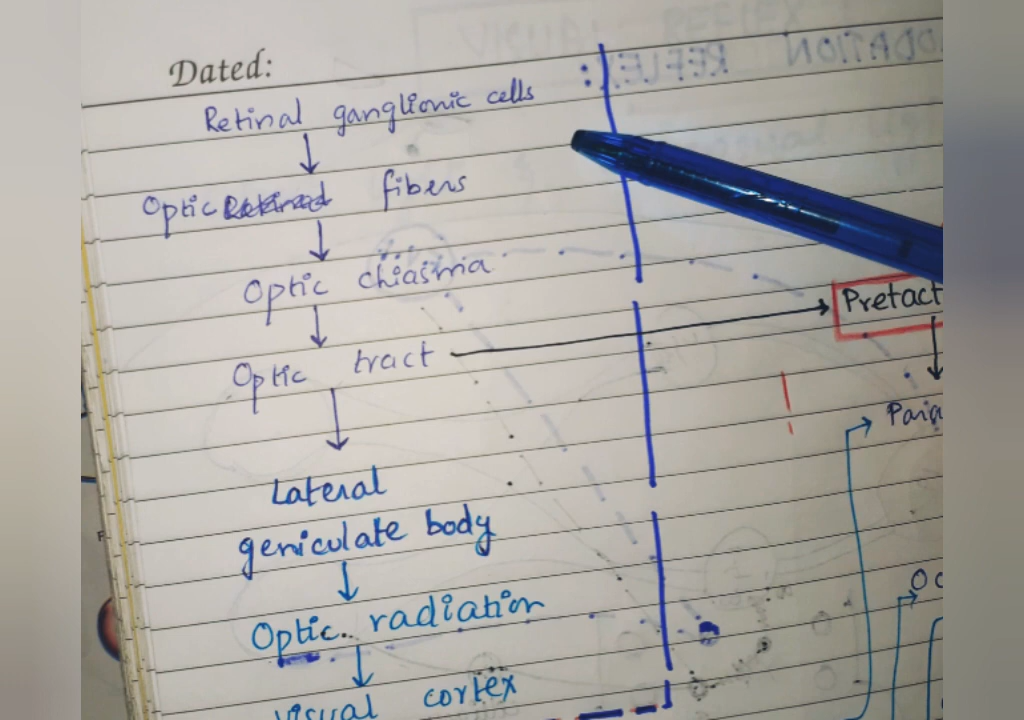 Dated:
Retinal ganglionic cells
Optic fibers
Optic chiasma
Optic tract
Pretact
Lateral
geniculate body
Optic radiation
visual cortex